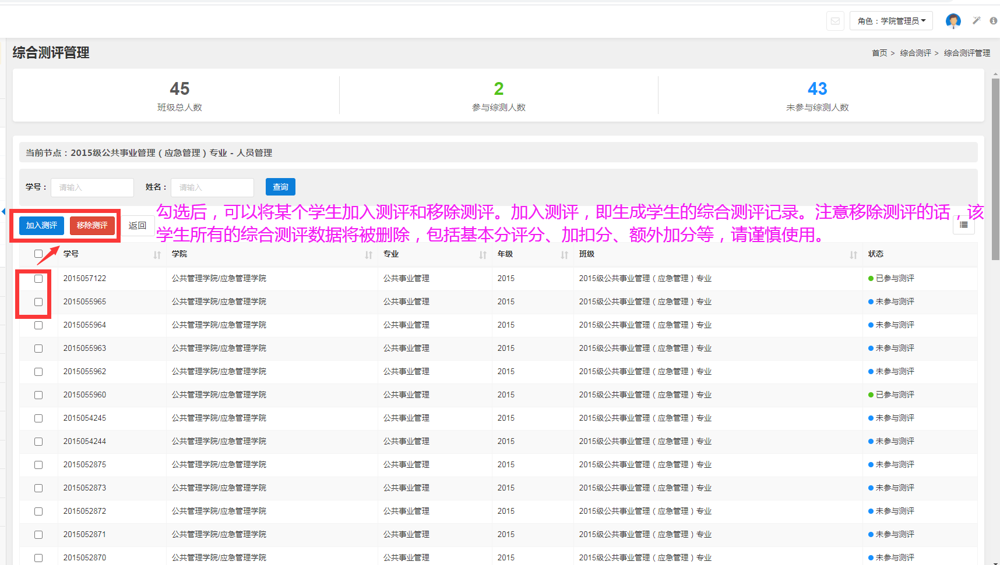 角色：学院管理员
综合测评管理
首页 > 综合测评 > 综合测评管理
45
班级总人数
2
参与综测人数
43
未参与综测人数
当前节点：2015级公共事业管理（应急管理）专业 - 人员管理
学号： 请输入 姓名： 请输入 查询
勾选后，可以将某个学生加入测评和移除测评。加入测评，即生成学生的综合测评记录。注意移除测评的话，该
学生所有的综合测评数据将被删除，包括基本分评分、加扣分、额外加分等，请谨慎使用。
加入测评 移除测评 返回
学号 学院 专业 年级 班级 状态
2015057122 公共管理学院/应急管理学院 公共事业管理 2015 2015级公共事业管理（应急管理）专业 已参与测评
2015055965 公共管理学院/应急管理学院 公共事业管理 2015 2015级公共事业管理（应急管理）专业 未参与测评
2015055964 公共管理学院/应急管理学院 公共事业管理 2015 2015级公共事业管理（应急管理）专业 未参与测评
2015055963 公共管理学院/应急管理学院 公共事业管理 2015 2015级公共事业管理（应急管理）专业 未参与测评
2015055962 公共管理学院/应急管理学院 公共事业管理 2015 2015级公共事业管理（应急管理）专业 未参与测评
2015055960 公共管理学院/应急管理学院 公共事业管理 2015 2015级公共事业管理（应急管理）专业 已参与测评
2015054245 公共管理学院/应急管理学院 公共事业管理 2015 2015级公共事业管理（应急管理）专业 未参与测评
2015054244 公共管理学院/应急管理学院 公共事业管理 2015 2015级公共事业管理（应急管理）专业 未参与测评
2015052875 公共管理学院/应急管理学院 公共事业管理 2015 2015级公共事业管理（应急管理）专业 未参与测评
2015052873 公共管理学院/应急管理学院 公共事业管理 2015 2015级公共事业管理（应急管理）专业 未参与测评
2015052872 公共管理学院/应急管理学院 公共事业管理 2015 2015级公共事业管理（应急管理）专业 未参与测评
2015052871 公共管理学院/应急管理学院 公共事业管理 2015 2015级公共事业管理（应急管理）专业 未参与测评
2015052870 公共管理学院/应急管理学院 公共事业管理 2015 2015级公共事业管理（应急管理）专业 未参与测评